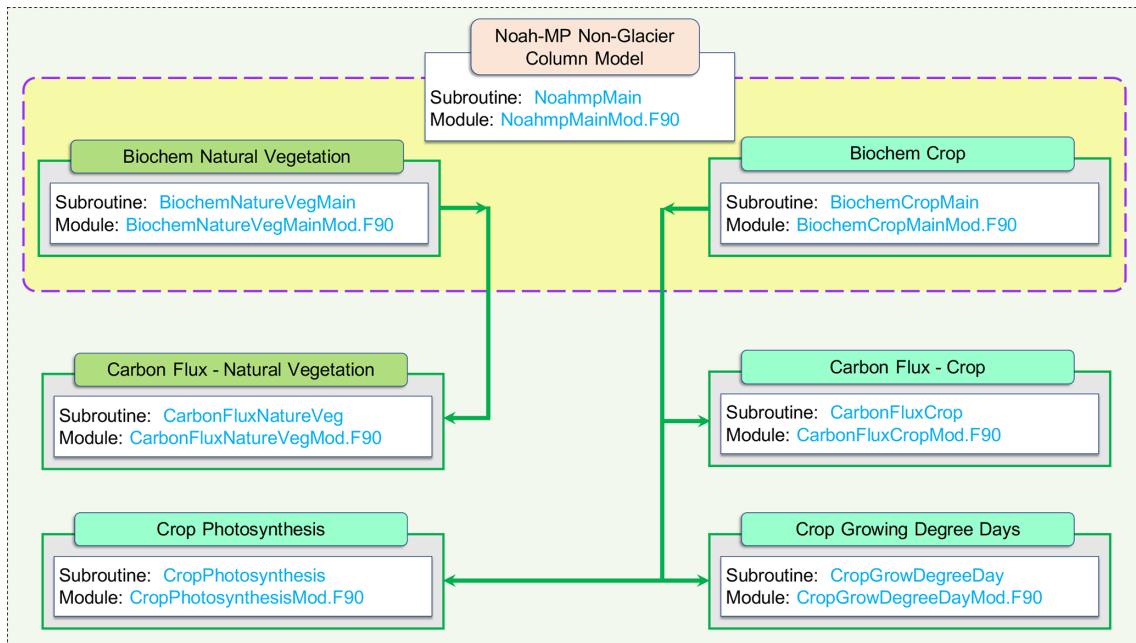 Noah-MP Non-Glacier
Column Model
Subroutine: NoahmpMain
Module: NoahmpMainMod.F90
Biochem Natural Vegetation
Subroutine: BiochemNatureVegMain
Module: BiochemNatureVegMainMod.F90
Biochem Crop
Subroutine: BiochemCropMain
Module: BiochemCropMainMod.F90
Carbon Flux - Natural Vegetation
Subroutine: CarbonFluxNatureVeg
Module: CarbonFluxNatureVegMod.F90
Carbon Flux - Crop
Subroutine: CarbonFluxCrop
Module: CarbonFluxCropMod.F90
Crop Photosynthesis
Subroutine: CropPhotosynthesis
Module: CropPhotosynthesisMod.F90
Crop Growing Degree Days
Subroutine: CropGrowDegreeDay
Module: CropGrowDegreeDayMod.F90